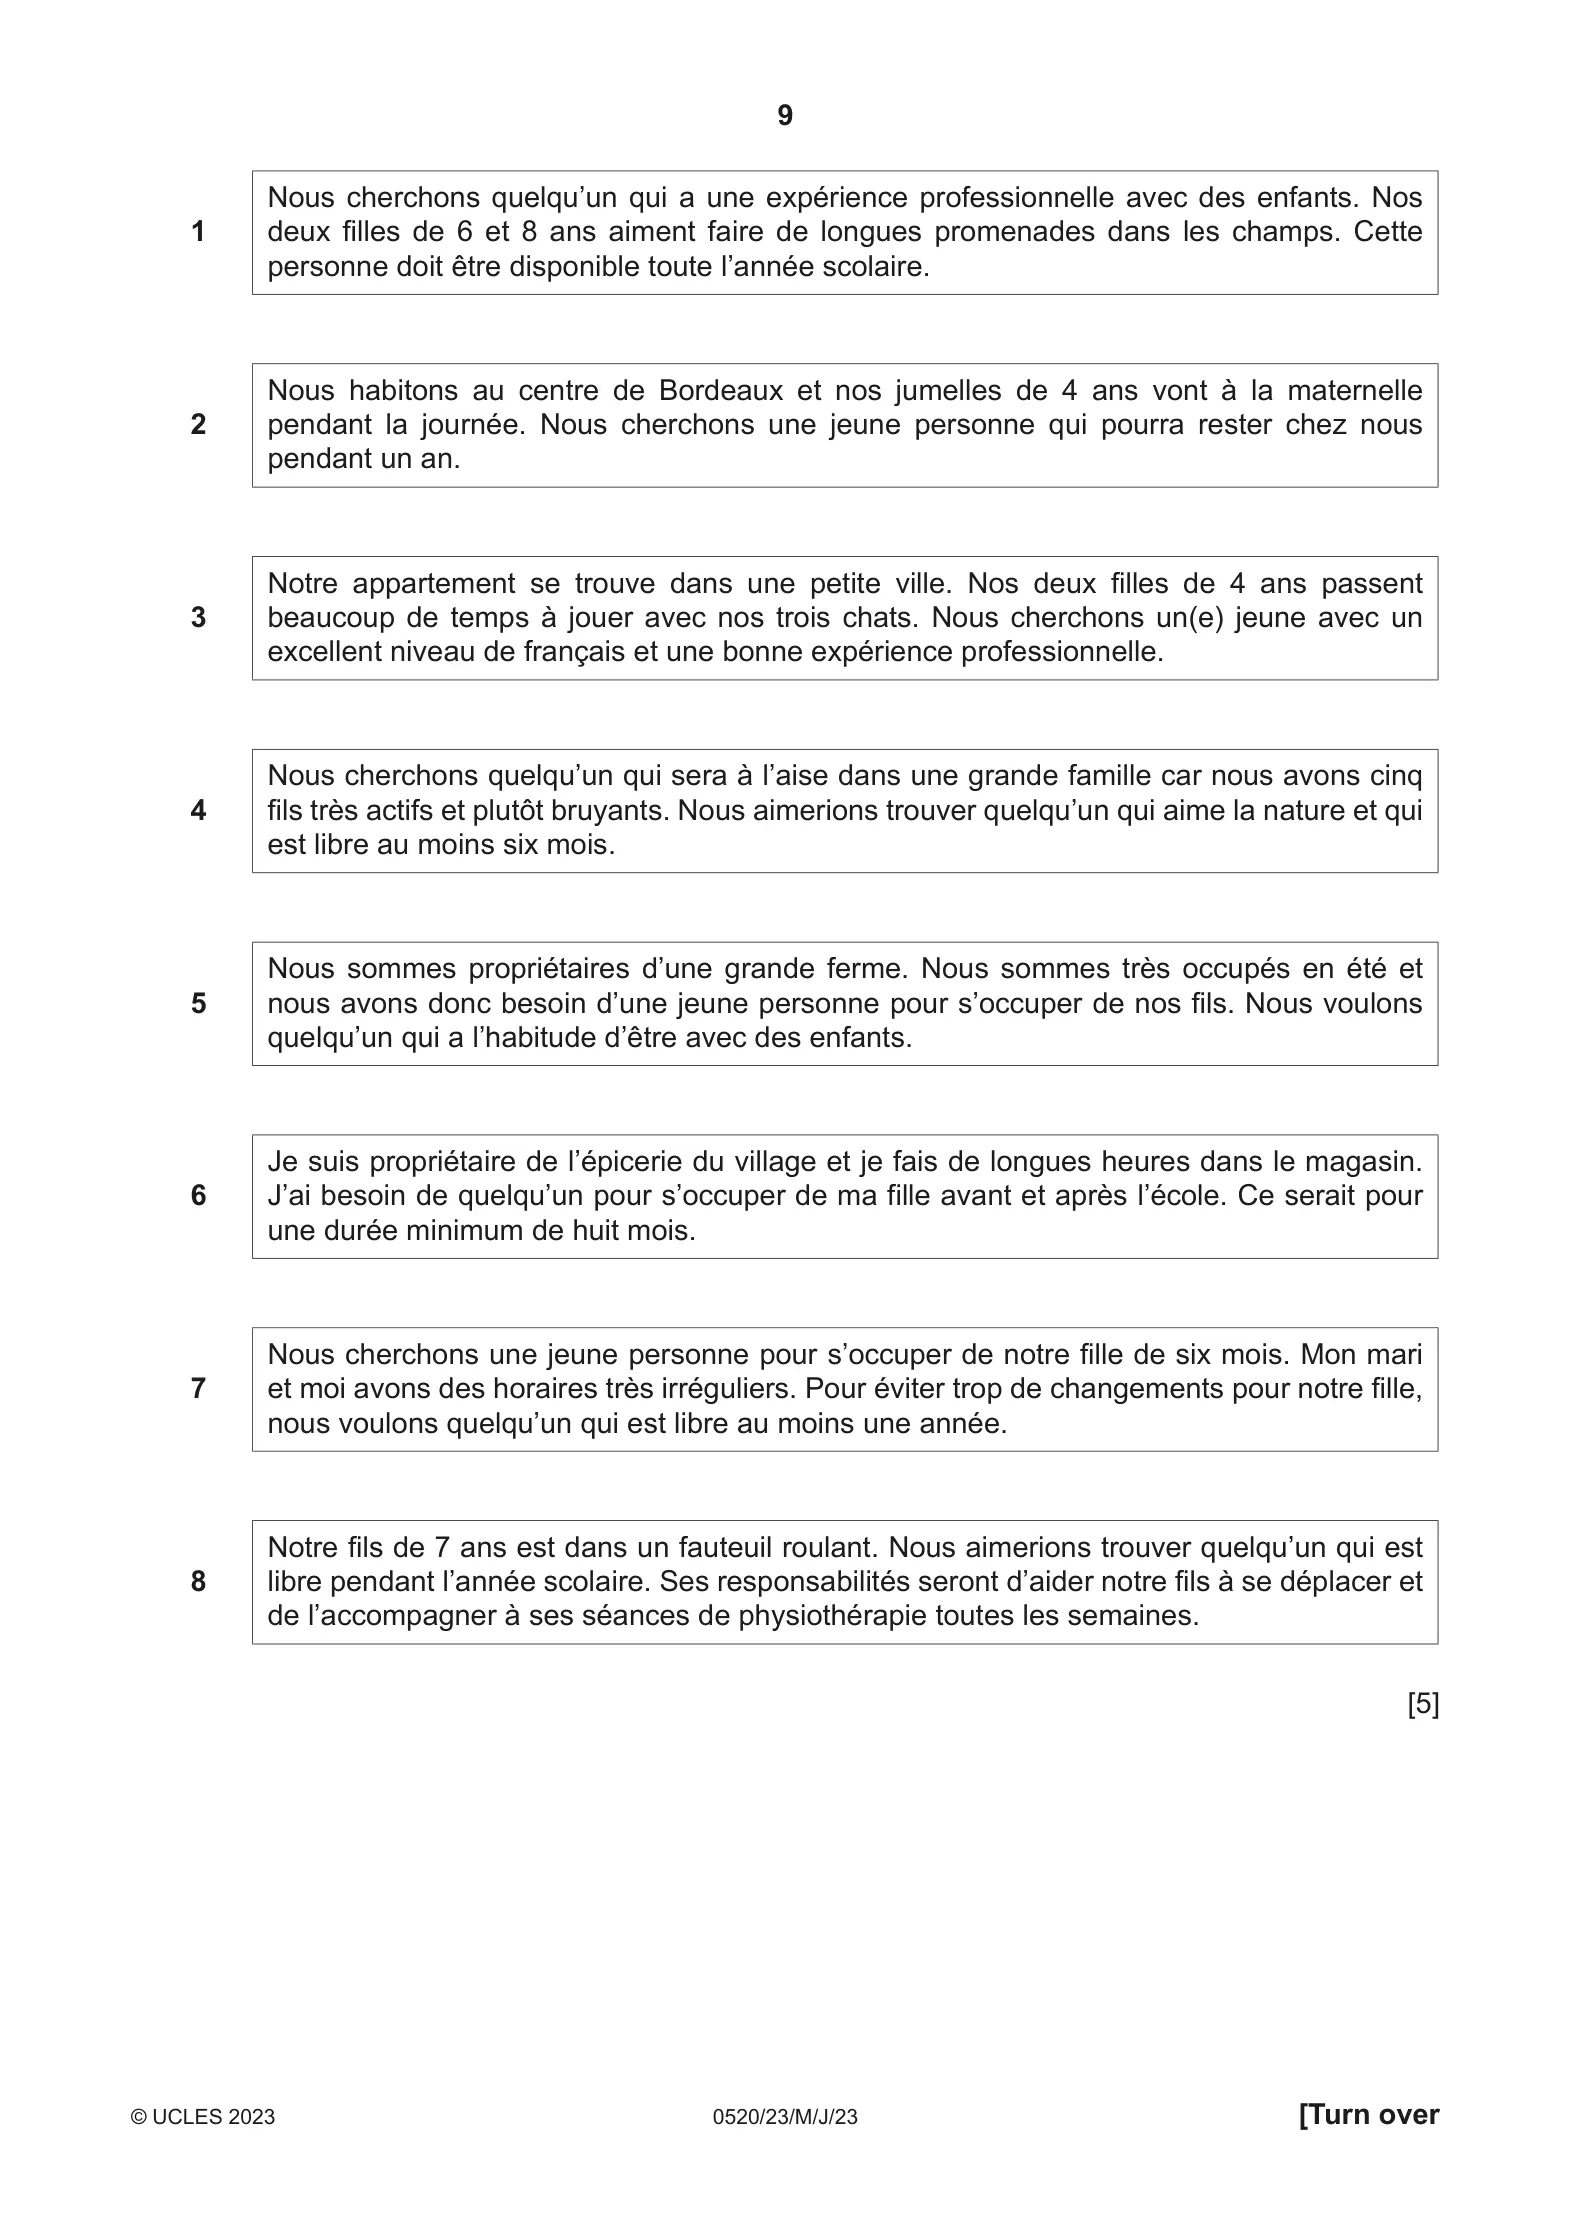 9
Nous cherchons quelqu’un qui a une expérience professionnelle avec des enfants. Nos
1 deux filles de 6 et 8 ans aiment faire de longues promenades dans les champs. Cette
personne doit être disponible toute l’année scolaire.
Nous habitons au centre de Bordeaux et nos jumelles de 4 ans vont à la maternelle
2 pendant la journée. Nous cherchons une jeune personne qui pourra rester chez nous
pendant un an.
Notre appartement se trouve dans une petite ville. Nos deux filles de 4 ans passent
3 beaucoup de temps à jouer avec nos trois chats. Nous cherchons un(e) jeune avec un
excellent niveau de français et une bonne expérience professionnelle.
Nous cherchons quelqu’un qui sera à l’aise dans une grande famille car nous avons cinq
4 fils très actifs et plutôt bruyants. Nous aimerions trouver quelqu’un qui aime la nature et qui
est libre au moins six mois.
Nous sommes propriétaires d’une grande ferme. Nous sommes très occupés en été et
5 nous avons donc besoin d’une jeune personne pour s’occuper de nos fils. Nous voulons
quelqu’un qui a l’habitude d’être avec des enfants.
Je suis propriétaire de l’épicerie du village et je fais de longues heures dans le magasin.
6 J’ai besoin de quelqu’un pour s’occuper de ma fille avant et après l’école. Ce serait pour
une durée minimum de huit mois.
Nous cherchons une jeune personne pour s’occuper de notre fille de six mois. Mon mari
7 et moi avons des horaires très irréguliers. Pour éviter trop de changements pour notre fille,
nous voulons quelqu’un qui est libre au moins une année.
Notre fils de 7 ans est dans un fauteuil roulant. Nous aimerions trouver quelqu’un qui est
8 libre pendant l’année scolaire. Ses responsabilités seront d’aider notre fils à se déplacer et
de l’accompagner à ses séances de physiothérapie toutes les semaines.
[5]
© UCLES 2023 0520/23/M/J/23 [Turn over